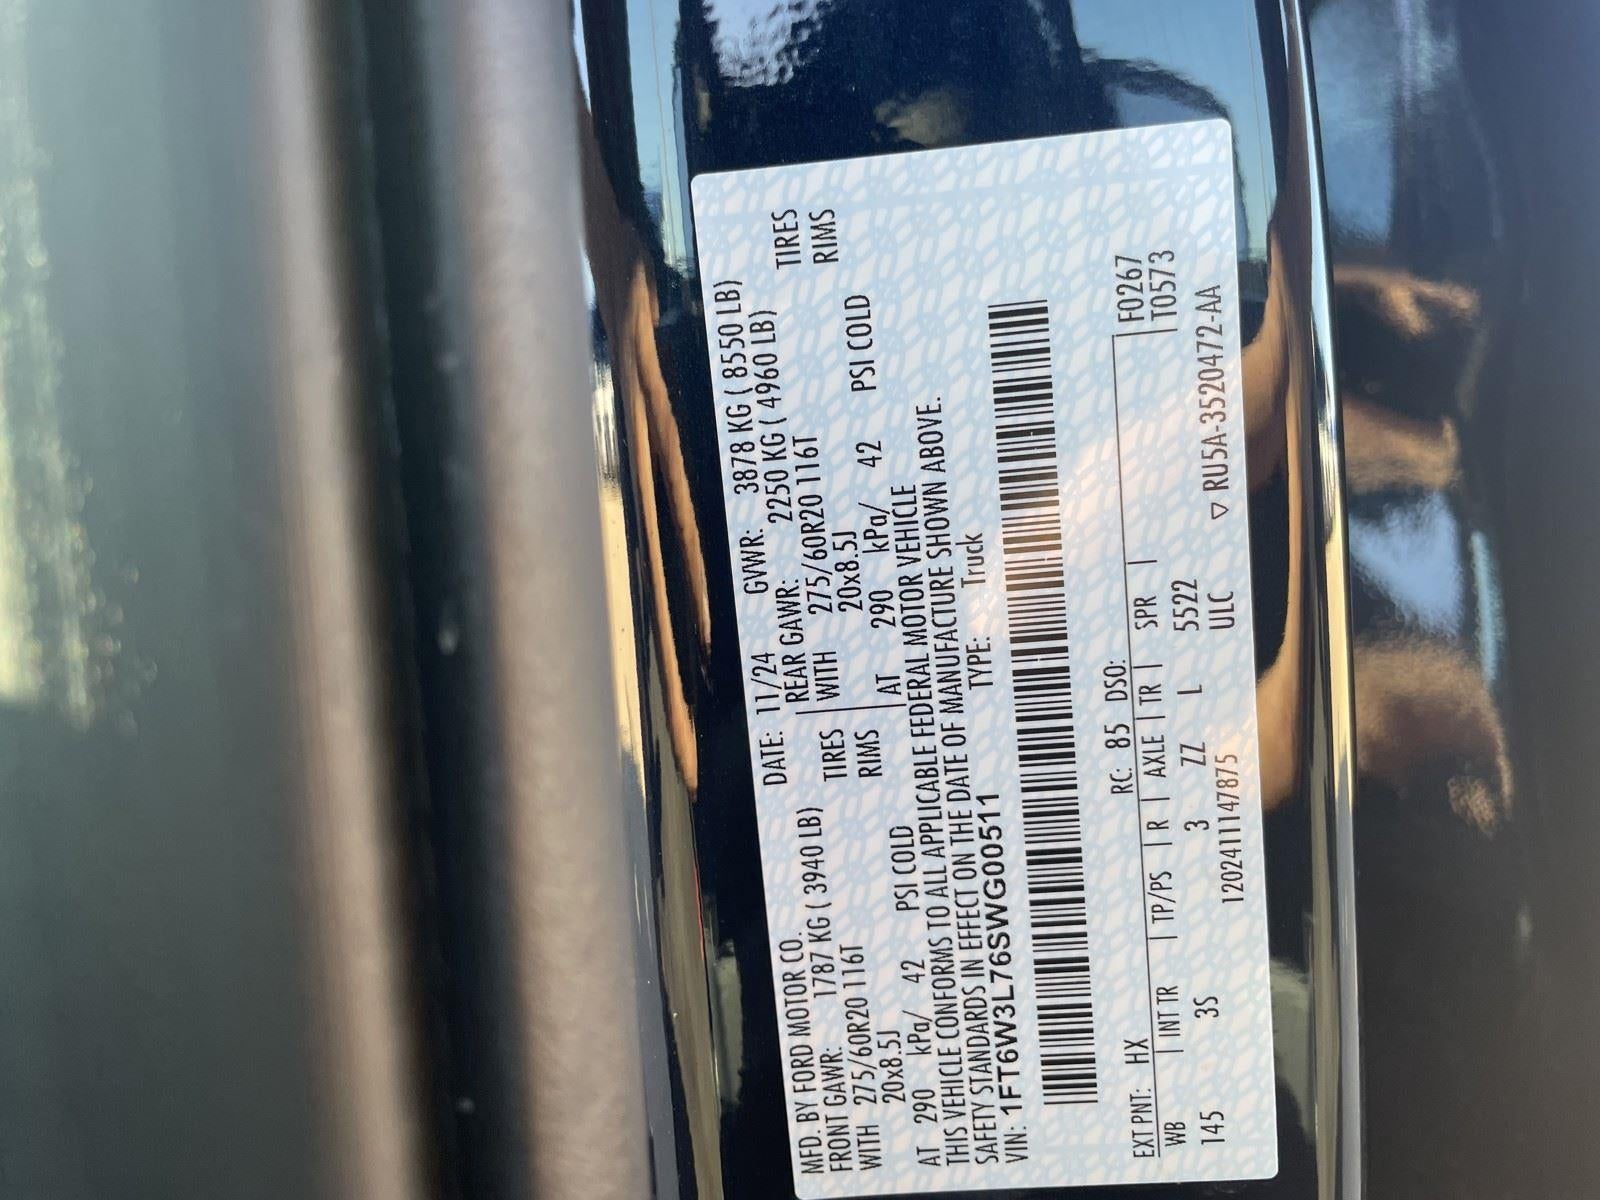 MFD. BY FORD MOTOR CO. DATE: 11/24 GVWR: 3878 KG ( 8550 LB)
FRONT GAWR: 1787 KG ( 3940 LB) REAR GAWR: 2250 KG ( 4960 LB)
WITH 275/60R20 116T TIRES WITH 275/60R20 116T TIRES
20x8.5J RIMS 20x8.5J RIMS
AT 290 kPa/ 42 PSI COLD AT 290 kPa/ 42 PSI COLD
THIS VEHICLE CONFORMS TO ALL APPLICABLE FEDERAL MOTOR VEHICLE
SAFETY STANDARDS IN EFFECT ON THE DATE OF MANUFACTURE SHOWN ABOVE.
VIN: 1FT6W3L76SWG00511 TYPE: Truck
EXT PNT: HX RC: 85 DSO: F0267
WB | INT TR | TP/PS | R | AXLE | TR | SPR | T0573
145 3S 3 ZZ L 5522
12024111147875 ULC ▽ RU5A-3520472-AA